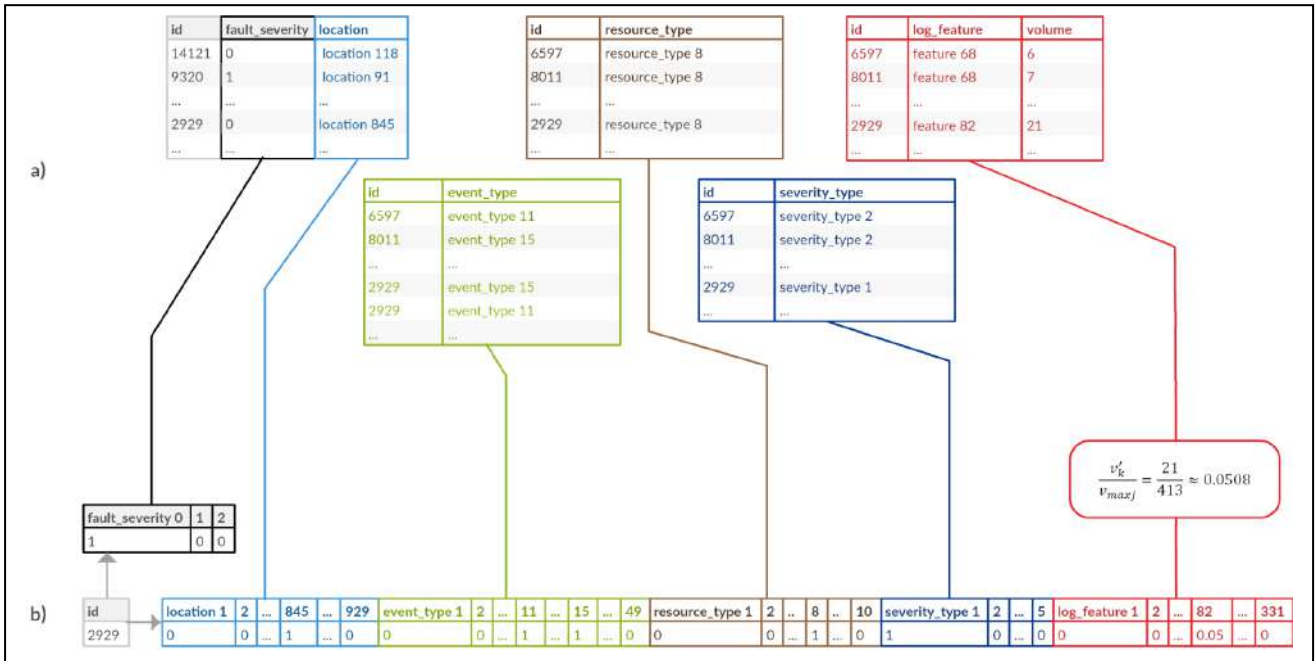 id fault_severity location
14121 0 location 118
9320 1 location 91
... ... ...
2929 0 location 845
... ... ...
id resource_type
6597 resource_type 8
8011 resource_type 8
... ...
2929 resource_type 8
... ...
id log_feature volume
6597 feature 68 6
8011 feature 68 7
... ... ...
2929 feature 82 21
... ... ...
a)
id event_type
6597 event_type 11
8011 event_type 15
... ...
2929 event_type 15
2929 event_type 11
... ...
id severity_type
6597 severity_type 2
8011 severity_type 2
... ...
2929 severity_type 1
... ...
v'_k / v_maxj = 21 / 413 ≈ 0.0508
fault_severity 0 1 2
1 0 0
b)
id
2929
location 1 2 ... 845 ... 929 event_type 1 2 ... 11 ... 15 ... 49 resource_type 1 2 .. 8 .. 10 severity_type 1 2 ... 5 log_feature 1 2 ... 82 ... 331
0 0 ... 1 ... 0 0 0 ... 1 ... 1 ... 0 0 0 ... 1 ... 0 1 0 ... 0 0 0 ... 0.05 ... 0